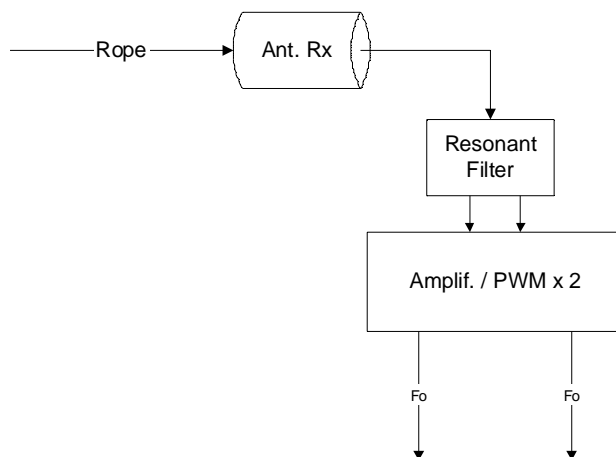 Rope
Ant. Rx
Resonant
Filter
Amplif. / PWM x 2
Fo
Fo